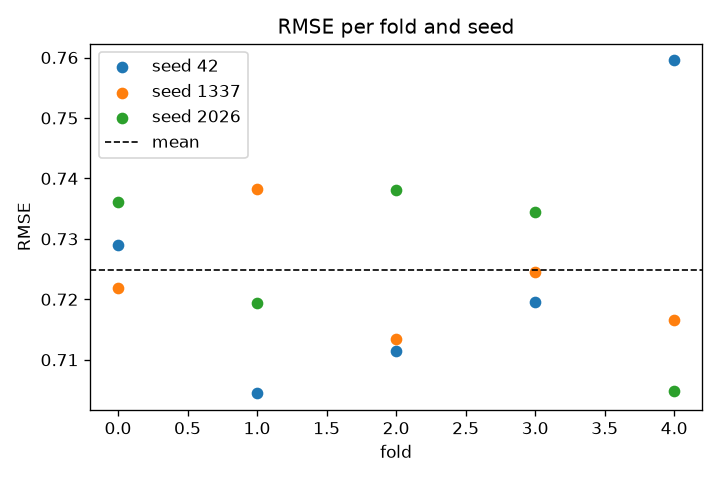 RMSE per fold and seed
seed 42
seed 1337
seed 2026
mean
RMSE
0.76
0.75
0.74
0.73
0.72
0.71
0.0 0.5 1.0 1.5 2.0 2.5 3.0 3.5 4.0
fold